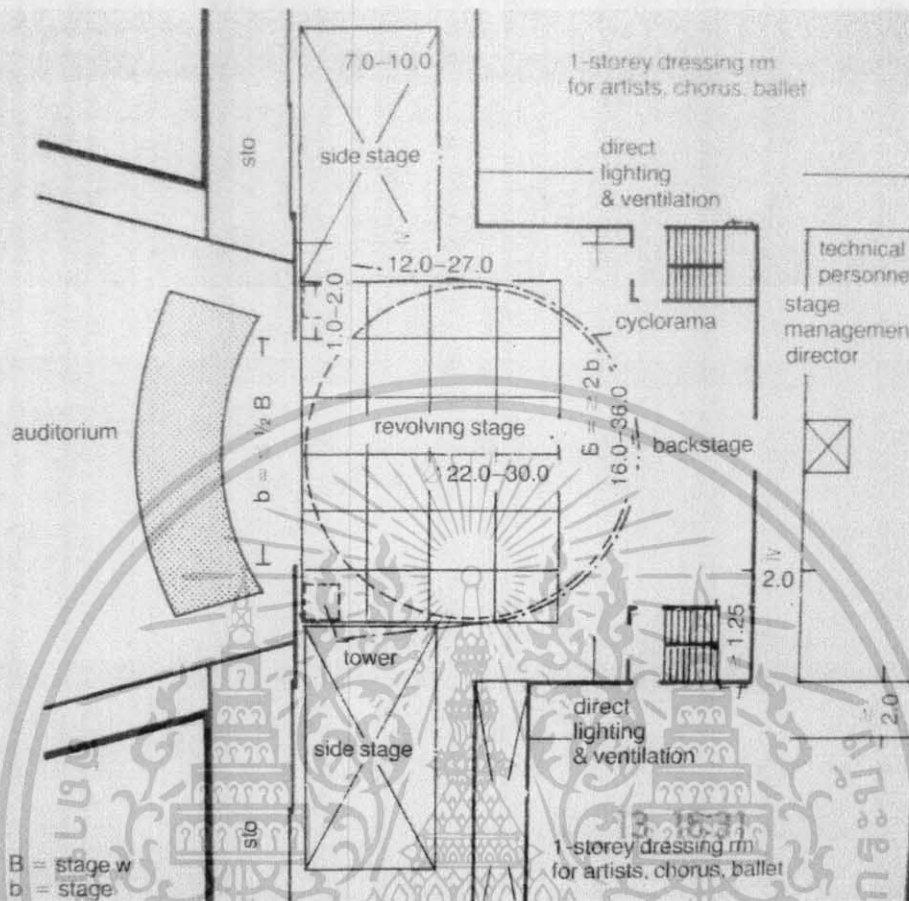 7.0–10.0
1-storey dressing rm
for artists, chorus, ballet
sto
side stage
direct
lighting
& ventilation
12.0–27.0
technical
personne
stage
managemen
director
1.0–2.0
cyclorama
auditorium
b = ~ ½ B
revolving stage
22.0–30.0
B = ~ 2b
16.0–36.0
backstage
≥
2.0
1.25
tower
side stage
direct
lighting
& ventilation
2.0
sto
1-storey dressing rm
for artists, chorus, ballet
B = stage w
b = stage